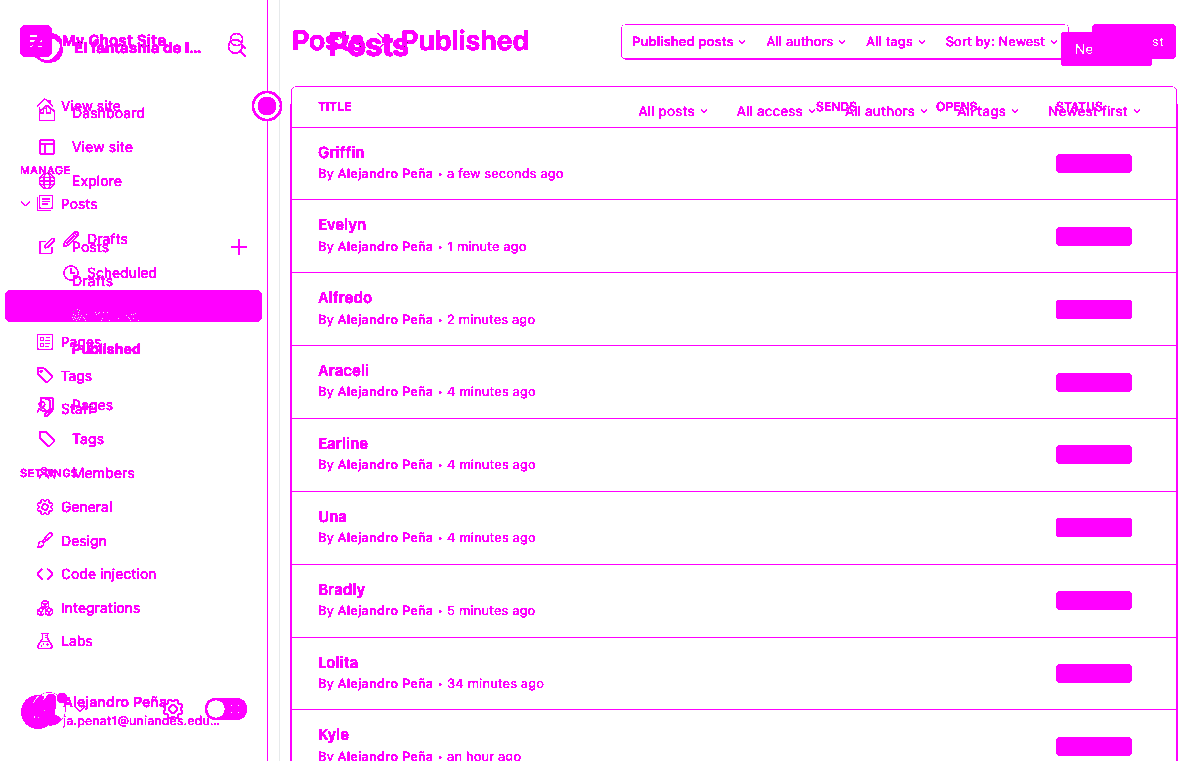 My Ghost Site
El fantasma de l...
View site
Dashboard
View site
MANAGE
Explore
Posts
Drafts
Posts
Scheduled
Drafts
Pages
Published
Tags
Staff
Pages
Tags
SETTINGS
Members
General
Design
Code injection
Integrations
Labs
Alejandro Peña
ja.penat1@uniandes.edu...
Posts Published
Posts
Published posts All authors All tags Sort by: Newest
Ne st
TITLE SENDS OPENS STATUS
All posts All access All authors All tags Newest first
Griffin
By Alejandro Peña • a few seconds ago
Evelyn
By Alejandro Peña • 1 minute ago
Alfredo
By Alejandro Peña • 2 minutes ago
Araceli
By Alejandro Peña • 4 minutes ago
Earline
By Alejandro Peña • 4 minutes ago
Una
By Alejandro Peña • 4 minutes ago
Bradly
By Alejandro Peña • 5 minutes ago
Lolita
By Alejandro Peña • 34 minutes ago
Kyle
By Alejandro Peña • an hour ago